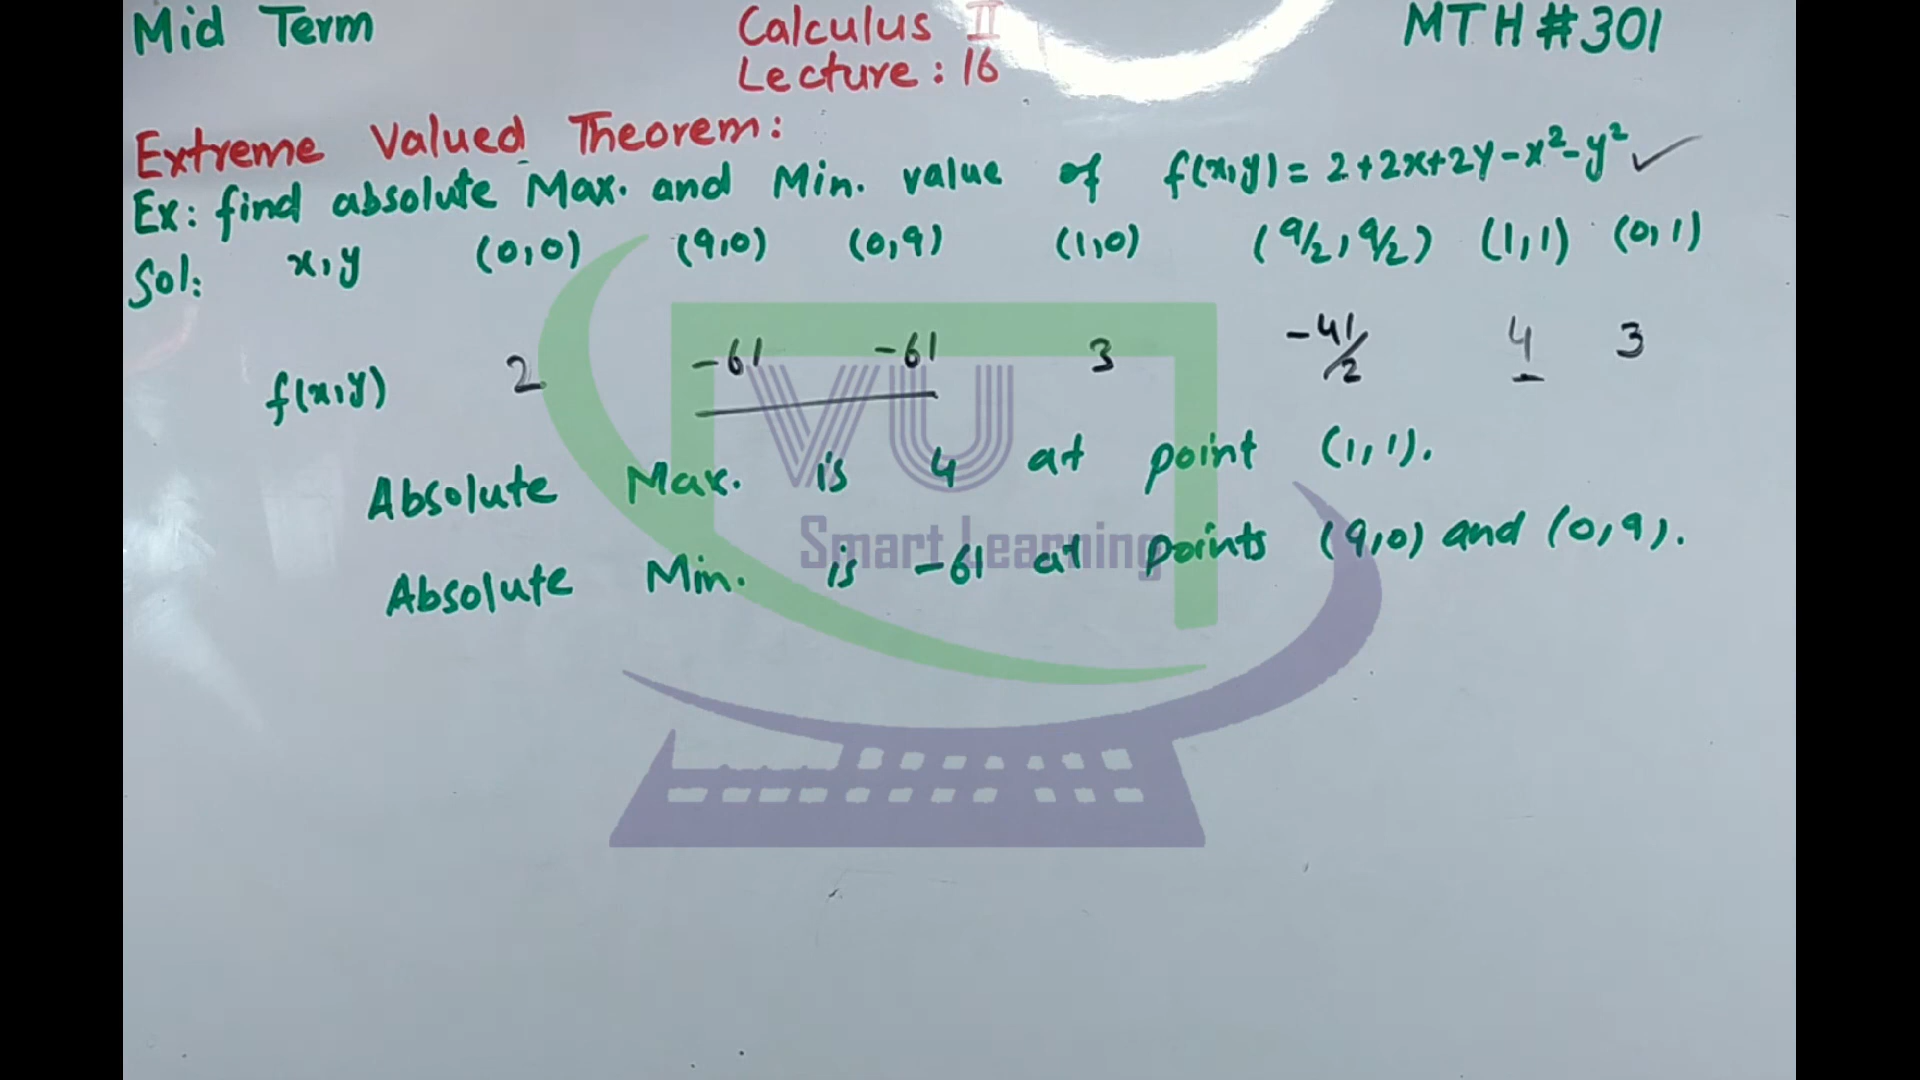 Mid Term Calculus II MTH#301
Lecture: 16
Extreme Valued Theorem:
Ex: find absolute Max. and Min. value of f(x,y) = 2+2x+2y-x²-y² ✓
Sol: x,y (0,0) (9,0) (0,9) (1,0) (9/2, 9/2) (1,1) (0,1)
f(x,y) 2 -61 -61 3 -41/2 4 3
Absolute Max. is 4 at point (1,1).
Absolute Min. is -61 at points (9,0) and (0,9).
VU
Smart Learning